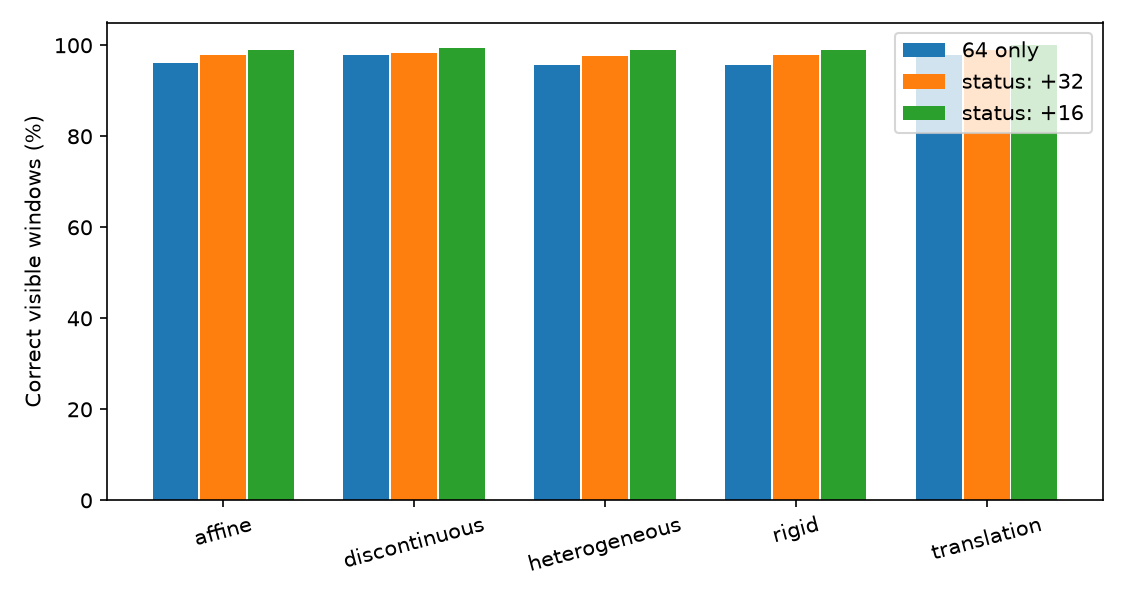 Correct visible windows (%)
100
80
60
40
20
0
64 only
status: +32
status: +16
affine
discontinuous
heterogeneous
rigid
translation